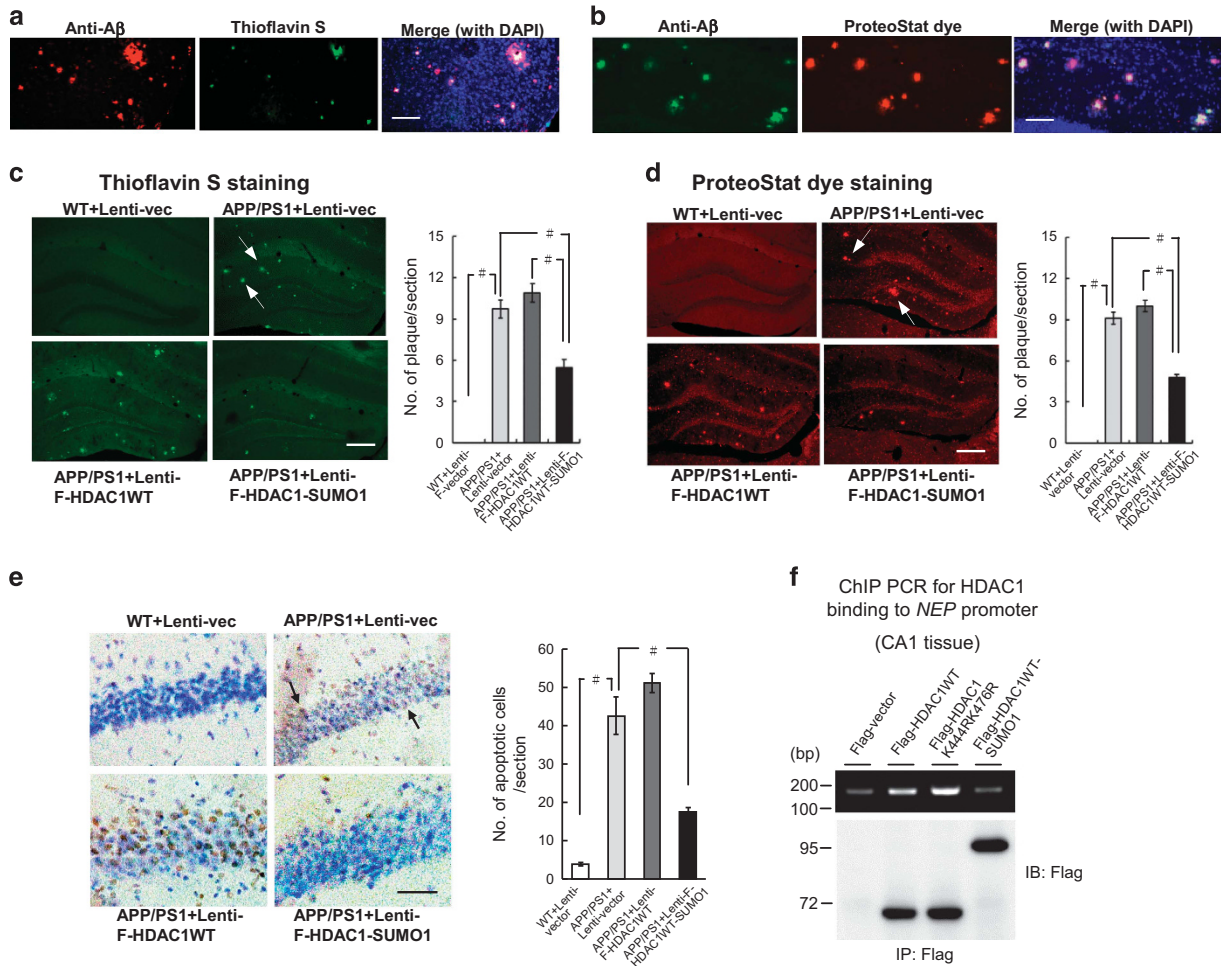 a
Anti-Aβ
Thioflavin S
Merge (with DAPI)
b
Anti-Aβ
ProteoStat dye
Merge (with DAPI)
c
Thioflavin S staining
WT+Lenti-vec
APP/PS1+Lenti-vec
APP/PS1+Lenti-
F-HDAC1WT
APP/PS1+Lenti-
F-HDAC1-SUMO1
No. of plaque/section
15
12
9
6
3
0
#
#
#
WT+Lenti-
F-vector
APP/PS1+
Lenti-vector
APP/PS1+Lenti-
F-HDAC1WT
APP/PS1+Lenti-F-
HDAC1WT-SUMO1
d
ProteoStat dye staining
WT+Lenti-vec
APP/PS1+Lenti-vec
APP/PS1+Lenti-
F-HDAC1WT
APP/PS1+Lenti-
F-HDAC1-SUMO1
No. of plaque/section
15
12
9
6
3
0
#
#
#
WT+Lenti-
vector
APP/PS1+
Lenti-vector
APP/PS1+Lenti-
F-HDAC1WT
APP/PS1+Lenti-F-
HDAC1WT-SUMO1
e
WT+Lenti-vec
APP/PS1+Lenti-vec
APP/PS1+Lenti-
F-HDAC1WT
APP/PS1+Lenti-
F-HDAC1-SUMO1
No. of apoptotic cells
/section
60
50
40
30
20
10
0
#
#
WT+Lenti-
vector
APP/PS1+
Lenti-vector
APP/PS1+Lenti-
F-HDAC1WT
APP/PS1+Lenti-F-
HDAC1WT-SUMO1
f
ChIP PCR for HDAC1
binding to NEP promoter
(CA1 tissue)
(bp)
Flag-vector
Flag-HDAC1WT
Flag-HDAC1
K444RK476R
Flag-HDAC1WT-
SUMO1
200
100
95
72
IB: Flag
IP: Flag